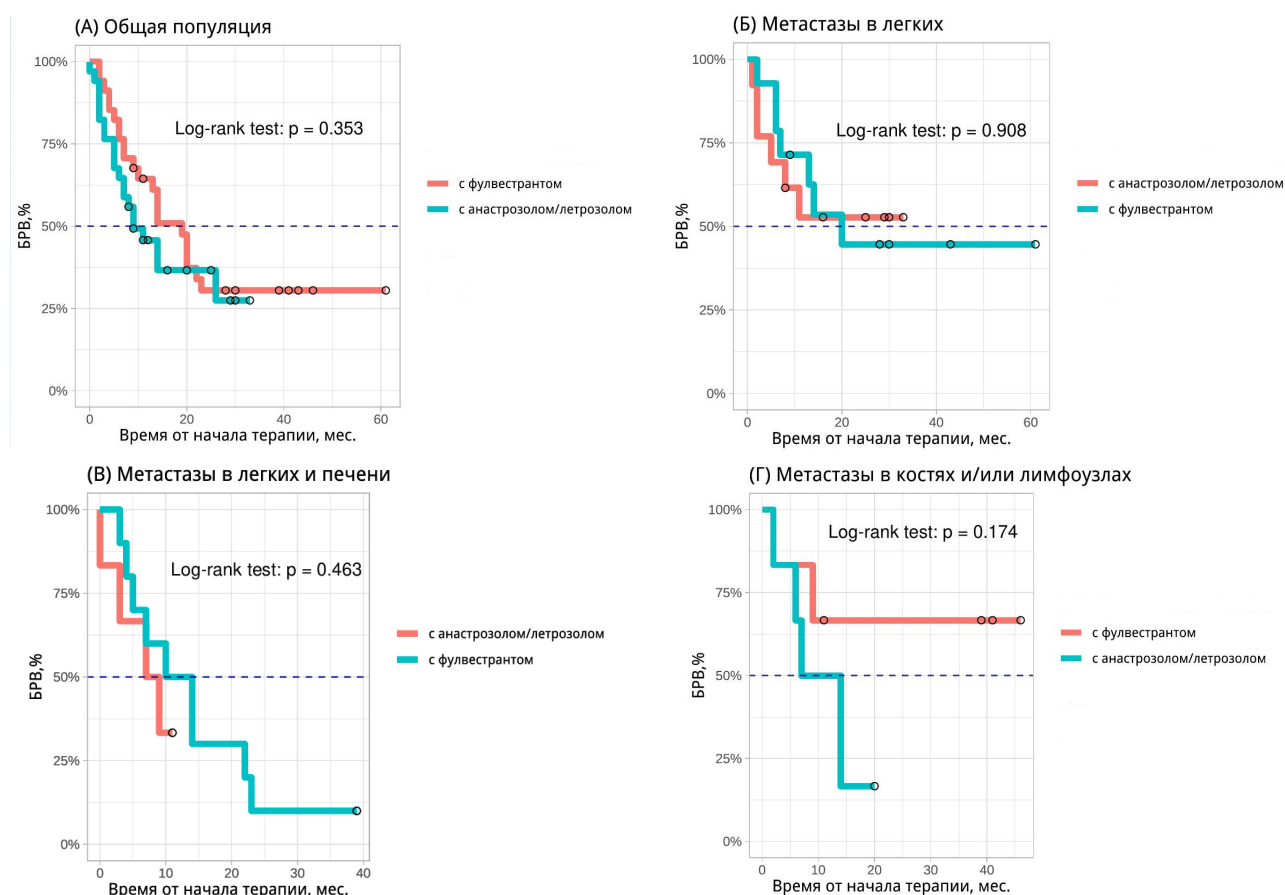 (А) Общая популяция
100%
75%
50%
25%
0%
БРВ,%
Log-rank test: p = 0.353
0 20 40 60
Время от начала терапии, мес.
с фулвестрантом
с анастрозолом/летрозолом
(Б) Метастазы в легких
100%
75%
50%
25%
0%
БРВ,%
Log-rank test: p = 0.908
0 20 40 60
Время от начала терапии, мес.
с анастрозолом/летрозолом
с фулвестрантом
(В) Метастазы в легких и печени
100%
75%
50%
25%
0%
БРВ,%
Log-rank test: p = 0.463
0 10 20 30 40
Время от начала терапии, мес.
с анастрозолом/летрозолом
с фулвестрантом
(Г) Метастазы в костях и/или лимфоузлах
100%
75%
50%
25%
0%
БРВ,%
Log-rank test: p = 0.174
0 10 20 30 40
Время от начала терапии, мес.
с фулвестрантом
с анастрозолом/летрозолом